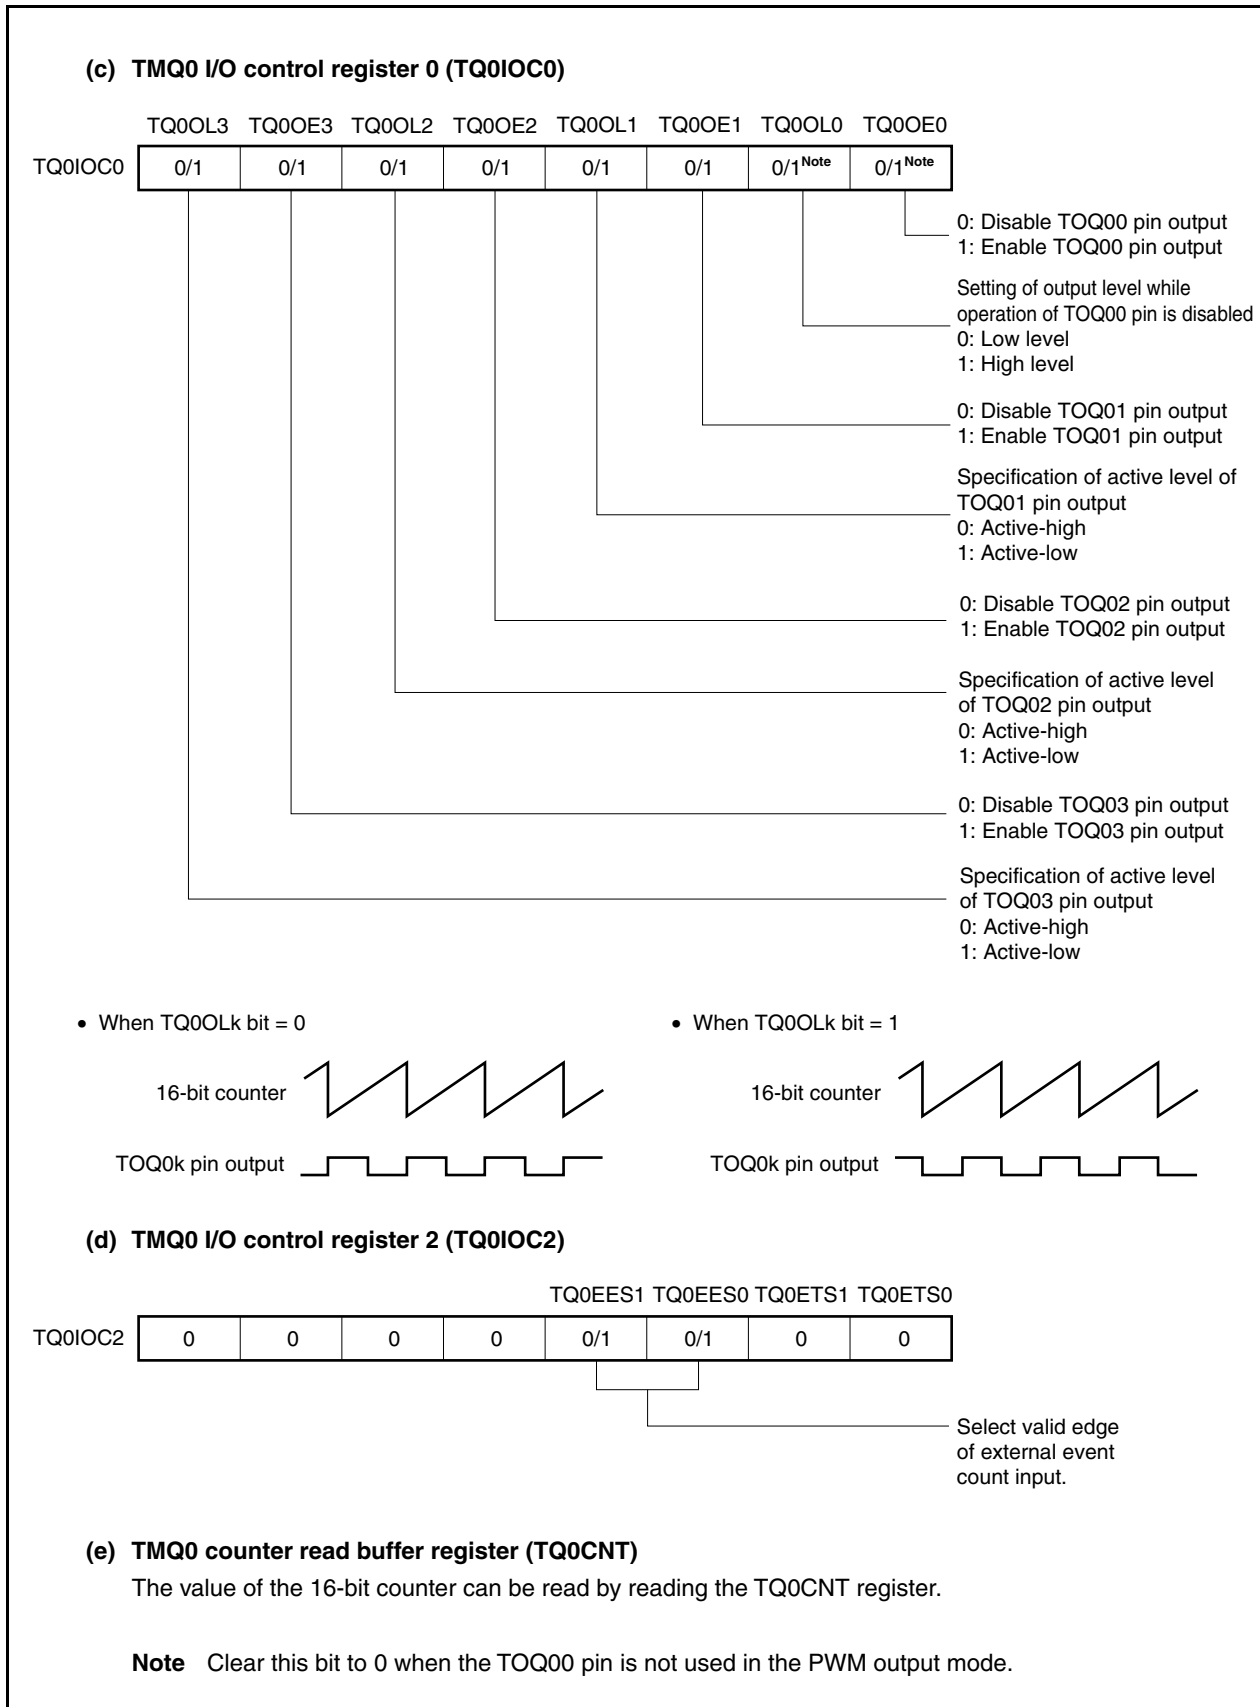 (c) TMQ0 I/O control register 0 (TQ0IOC0)
TQ0OL3 TQ0OE3 TQ0OL2 TQ0OE2 TQ0OL1 TQ0OE1 TQ0OL0 TQ0OE0
TQ0IOC0 0/1 0/1 0/1 0/1 0/1 0/1 0/1Note 0/1Note
0: Disable TOQ00 pin output
1: Enable TOQ00 pin output
Setting of output level while
operation of TOQ00 pin is disabled
0: Low level
1: High level
0: Disable TOQ01 pin output
1: Enable TOQ01 pin output
Specification of active level of
TOQ01 pin output
0: Active-high
1: Active-low
0: Disable TOQ02 pin output
1: Enable TOQ02 pin output
Specification of active level
of TOQ02 pin output
0: Active-high
1: Active-low
0: Disable TOQ03 pin output
1: Enable TOQ03 pin output
Specification of active level
of TOQ03 pin output
0: Active-high
1: Active-low
• When TQ0OLk bit = 0
16-bit counter
TOQ0k pin output
• When TQ0OLk bit = 1
16-bit counter
TOQ0k pin output
(d) TMQ0 I/O control register 2 (TQ0IOC2)
TQ0EES1 TQ0EES0 TQ0ETS1 TQ0ETS0
TQ0IOC2 0 0 0 0 0/1 0/1 0 0
Select valid edge
of external event
count input.
(e) TMQ0 counter read buffer register (TQ0CNT)
The value of the 16-bit counter can be read by reading the TQ0CNT register.
Note Clear this bit to 0 when the TOQ00 pin is not used in the PWM output mode.